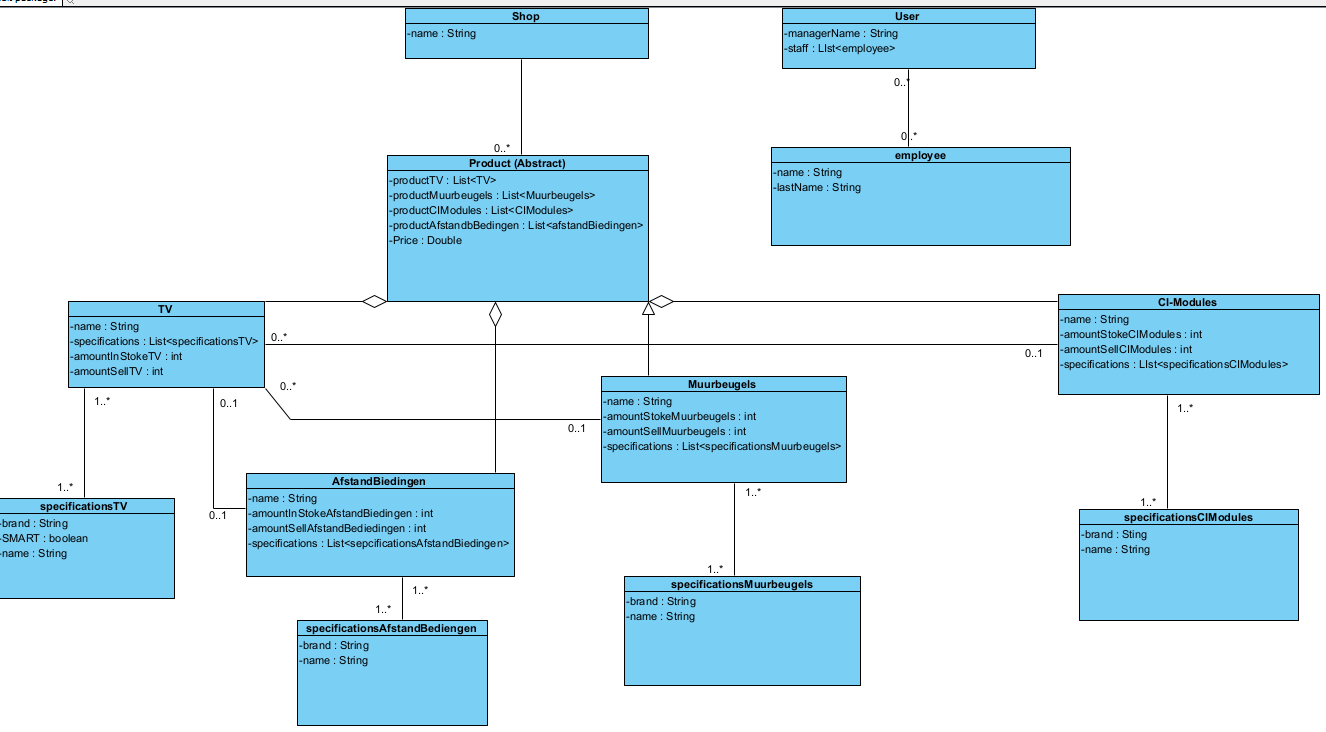 Shop
-name : String
User
-managerName : String
-staff : LIst<employee>
0..*
0..*
employee
-name : String
-lastName : String
0..*
Product (Abstract)
-productTV : List<TV>
-productMuurbeugels : List<Muurbeugels>
-productCIModules : List<CIModules>
-productAfstandbBedingen : List<afstandBiedingen>
-Price : Double
TV
-name : String
-specifications : List<specificationsTV>
-amountInStokeTV : int
-amountSellTV : int
0..*
0..1
CI-Modules
-name : String
-amountStokeCIModules : int
-amountSellCIModules : int
-specifications : LIst<specificationsCIModules>
0..*
0..1
Muurbeugels
-name : String
-amountStokeMuurbeugels : int
-amountSellMuurbeugels : int
-specifications : List<specificationsMuurbeugels>
1..*
1..*
0..1
0..1
1..*
1..*
specificationsTV
-brand : String
-SMART : boolean
-name : String
AfstandBiedingen
-name : String
-amountInStokeAfstandBiedingen : int
-amountSellAfstandBediedingen : int
-specifications : List<sepcificationsAfstandBiedingen>
1..*
1..*
specificationsAfstandBediengen
-brand : String
-name : String
1..*
1..*
specificationsMuurbeugels
-brand : String
-name : String
specificationsCIModules
-brand : Sting
-name : String